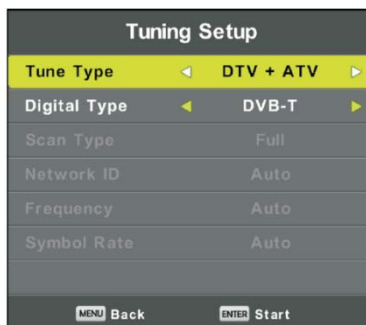 Tuning Setup
Tune Type DTV + ATV
Digital Type DVB-T
Scan Type Full
Network ID Auto
Frequency Auto
Symbol Rate Auto
MENU Back ENTER Start